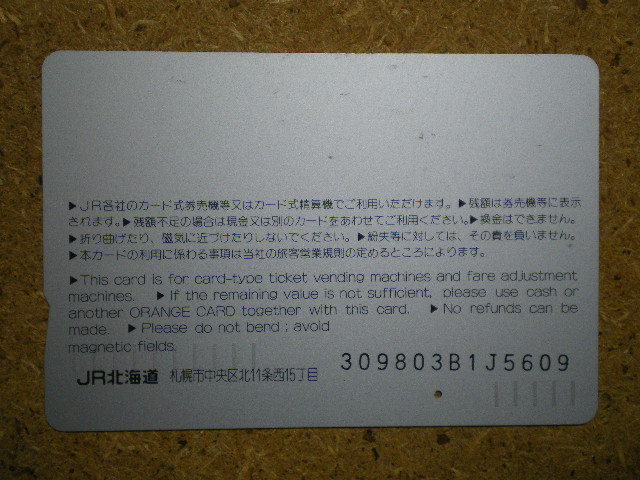 ▶JR各社のカード式券売機等又はカード式精算機でご利用いただけます。▶残額は券売機等に表示
されます。▶残額不足の場合は現金又は別のカードをあわせてご利用ください。▶換金はできません。
▶折り曲げたり、磁気に近づけたりしないでください。▶紛失等に対しては、その責を負いません。
▶本カードの利用に係わる事項は当社の旅客営業規則の定めるところによります。
▶This card is for card-type ticket vending machines and fare adjustment
machines. ▶If the remaining value is not sufficient, please use cash or
another ORANGE CARD together with this card. ▶No refunds can be
made. ▶Please do not bend; avoid
magnetic fields.
309803B1J5609
JR北海道 札幌市中央区北11条西15丁目